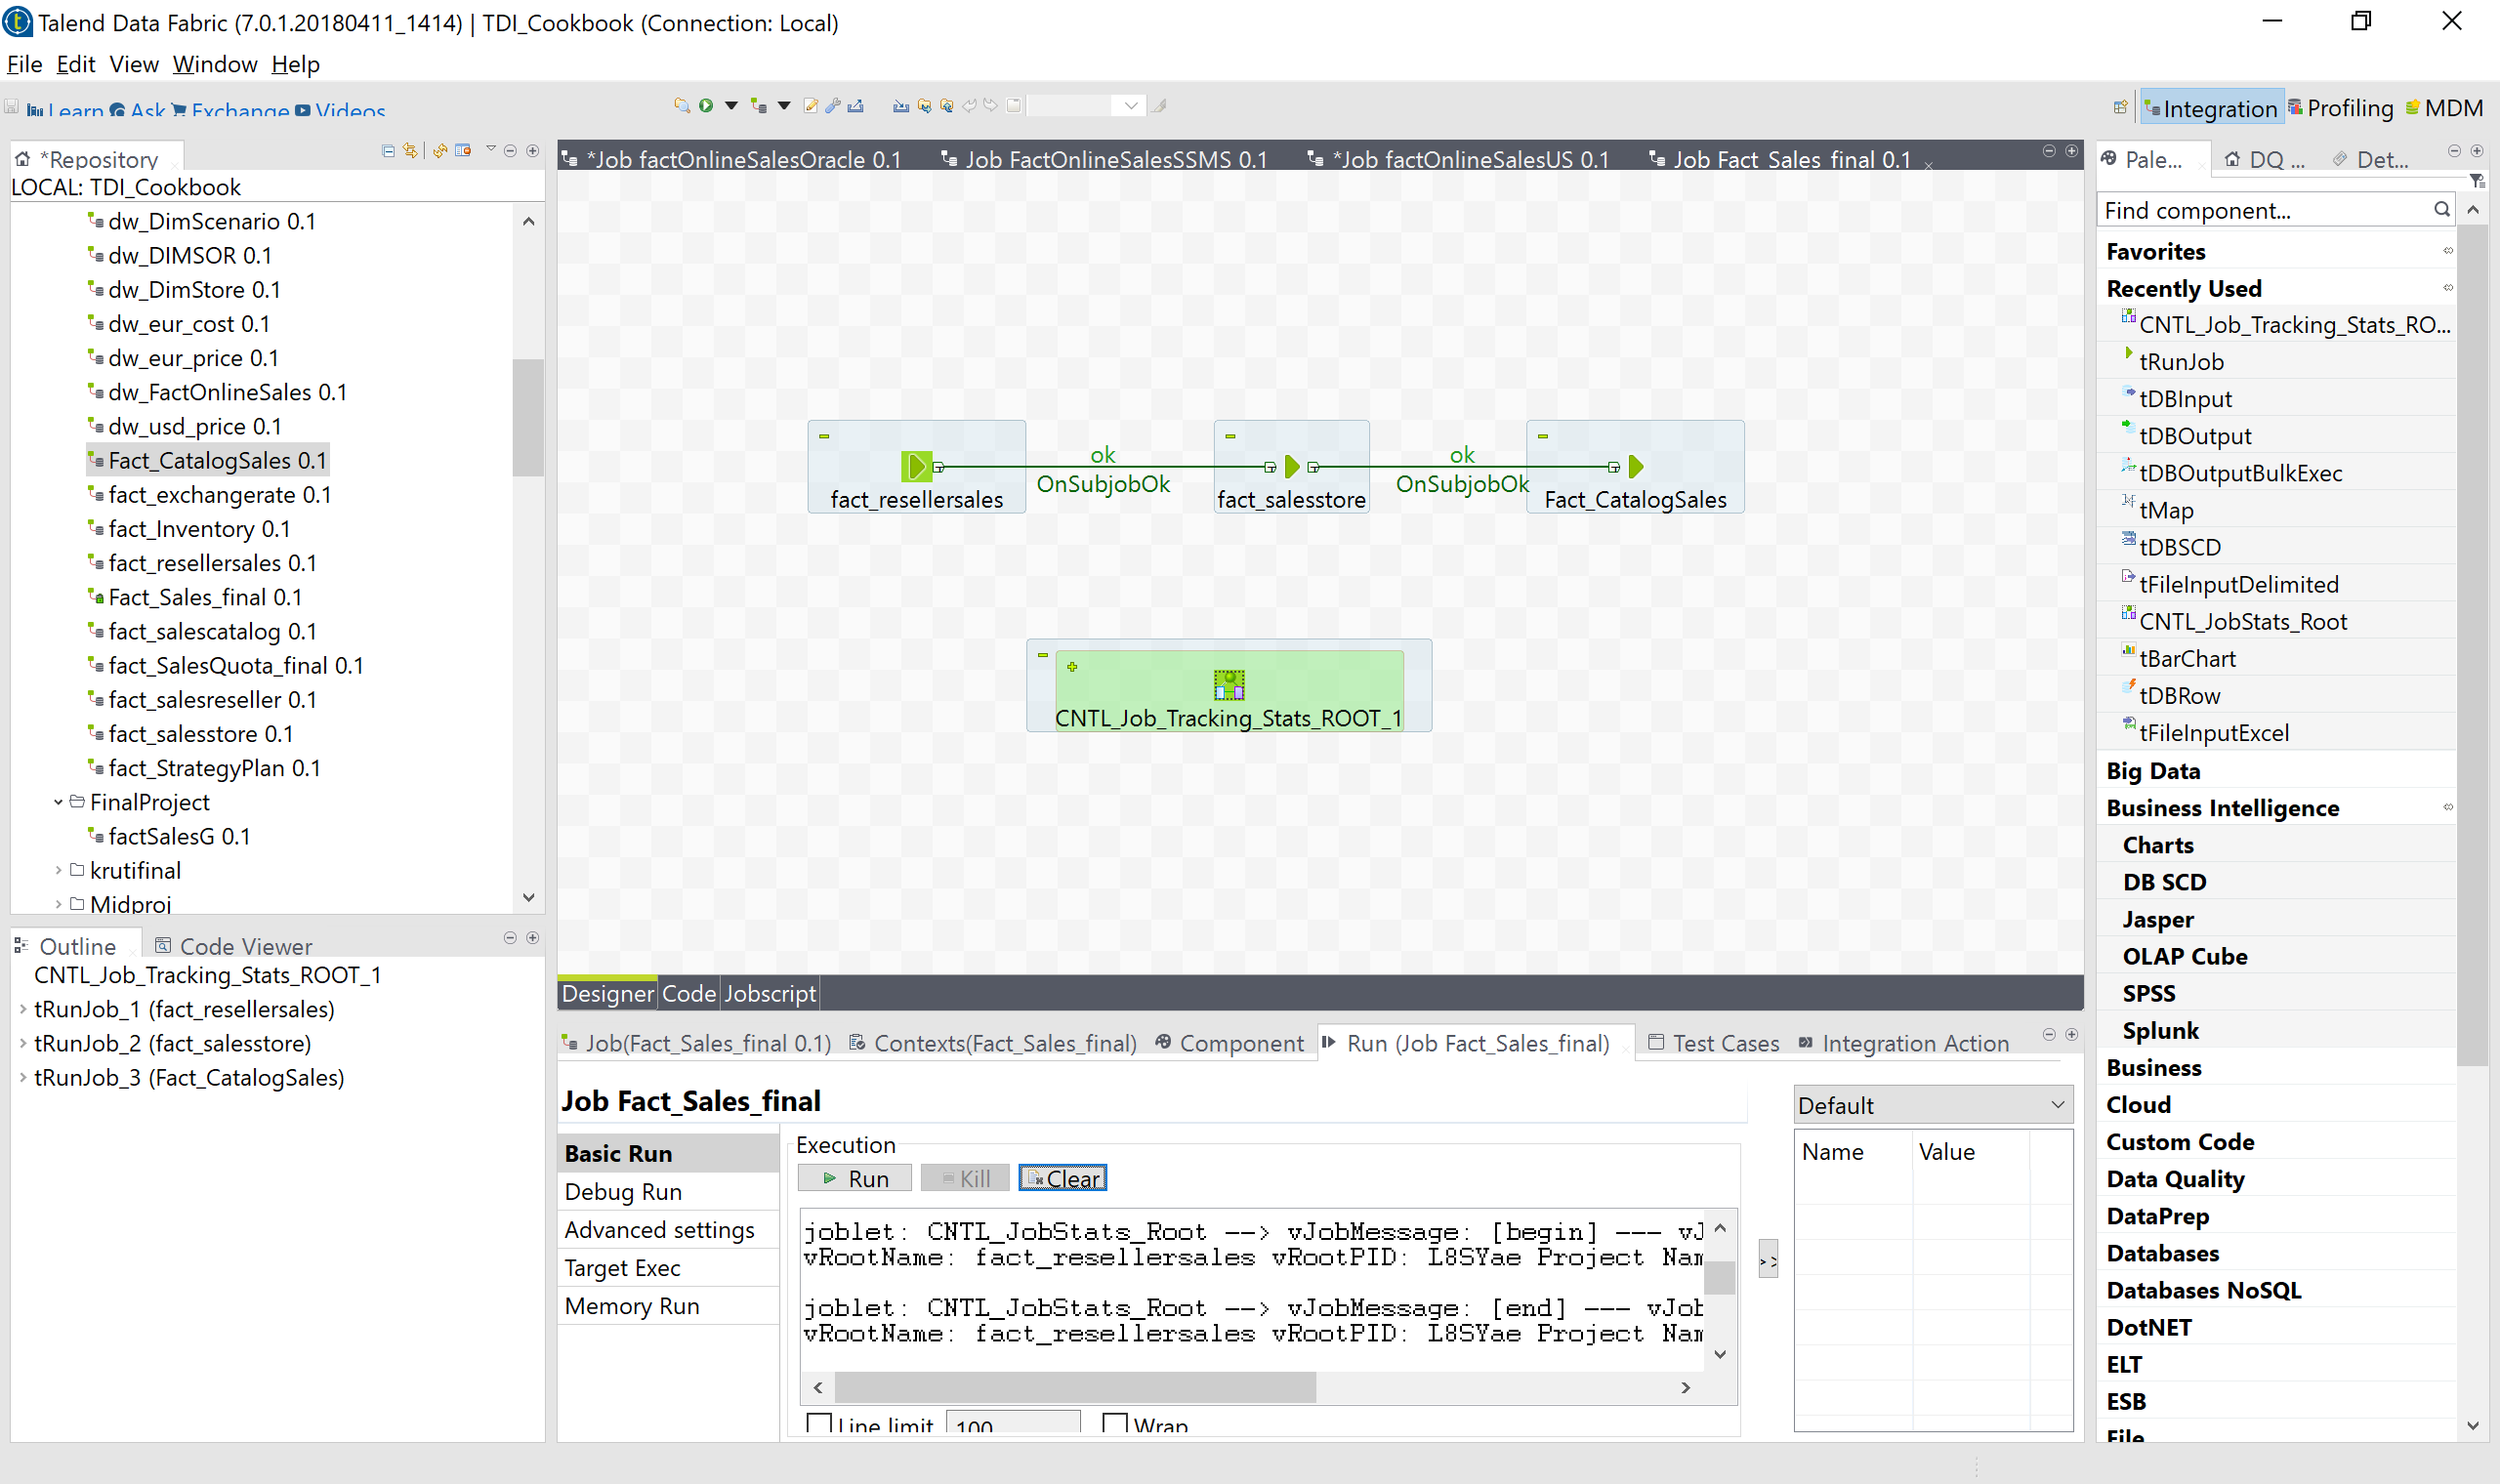 Talend Data Fabric (7.0.1.20180411_1414) | TDI_Cookbook (Connection: Local)
File Edit View Window Help
Learn Ask Exchange Videos
Integration Profiling MDM
*Repository
LOCAL: TDI_Cookbook
dw_DimScenario 0.1
dw_DIMSOR 0.1
dw_DimStore 0.1
dw_eur_cost 0.1
dw_eur_price 0.1
dw_FactOnlineSales 0.1
dw_usd_price 0.1
Fact_CatalogSales 0.1
fact_exchangerate 0.1
fact_Inventory 0.1
fact_resellersales 0.1
Fact_Sales_final 0.1
fact_salescatalog 0.1
fact_SalesQuota_final 0.1
fact_salesreseller 0.1
fact_salesstore 0.1
fact_StrategyPlan 0.1
FinalProject
factSalesG 0.1
krutifinal
Midproj
Outline Code Viewer
CNTL_Job_Tracking_Stats_ROOT_1
tRunJob_1 (fact_resellersales)
tRunJob_2 (fact_salesstore)
tRunJob_3 (Fact_CatalogSales)
*Job factOnlineSalesOracle 0.1 Job FactOnlineSalesSSMS 0.1 *Job factOnlineSalesUS 0.1 Job Fact_Sales_final 0.1
ok ok
OnSubjobOk OnSubjobOk
fact_resellersales fact_salesstore Fact_CatalogSales
CNTL_Job_Tracking_Stats_ROOT_1
Designer Code Jobscript
Job(Fact_Sales_final 0.1) Contexts(Fact_Sales_final) Component Run (Job Fact_Sales_final) Test Cases Integration Action
Job Fact_Sales_final
Basic Run
Debug Run
Advanced settings
Target Exec
Memory Run
Execution
Run Kill Clear
joblet: CNTL_JobStats_Root --> vJobMessage: [begin] --- vJ
vRootName: fact_resellersales vRootPID: L8SYae Project Nam
joblet: CNTL_JobStats_Root --> vJobMessage: [end] --- vJob
vRootName: fact_resellersales vRootPID: L8SYae Project Nam
Line limit 100 Wrap
>>
Default
Name Value
Pale... DQ ... Det...
Find component...
Favorites
Recently Used
CNTL_Job_Tracking_Stats_RO...
tRunJob
tDBInput
tDBOutput
tDBOutputBulkExec
tMap
tDBSCD
tFileInputDelimited
CNTL_JobStats_Root
tBarChart
tDBRow
tFileInputExcel
Big Data
Business Intelligence
Charts
DB SCD
Jasper
OLAP Cube
SPSS
Splunk
Business
Cloud
Custom Code
Data Quality
DataPrep
Databases
Databases NoSQL
DotNET
ELT
ESB
File